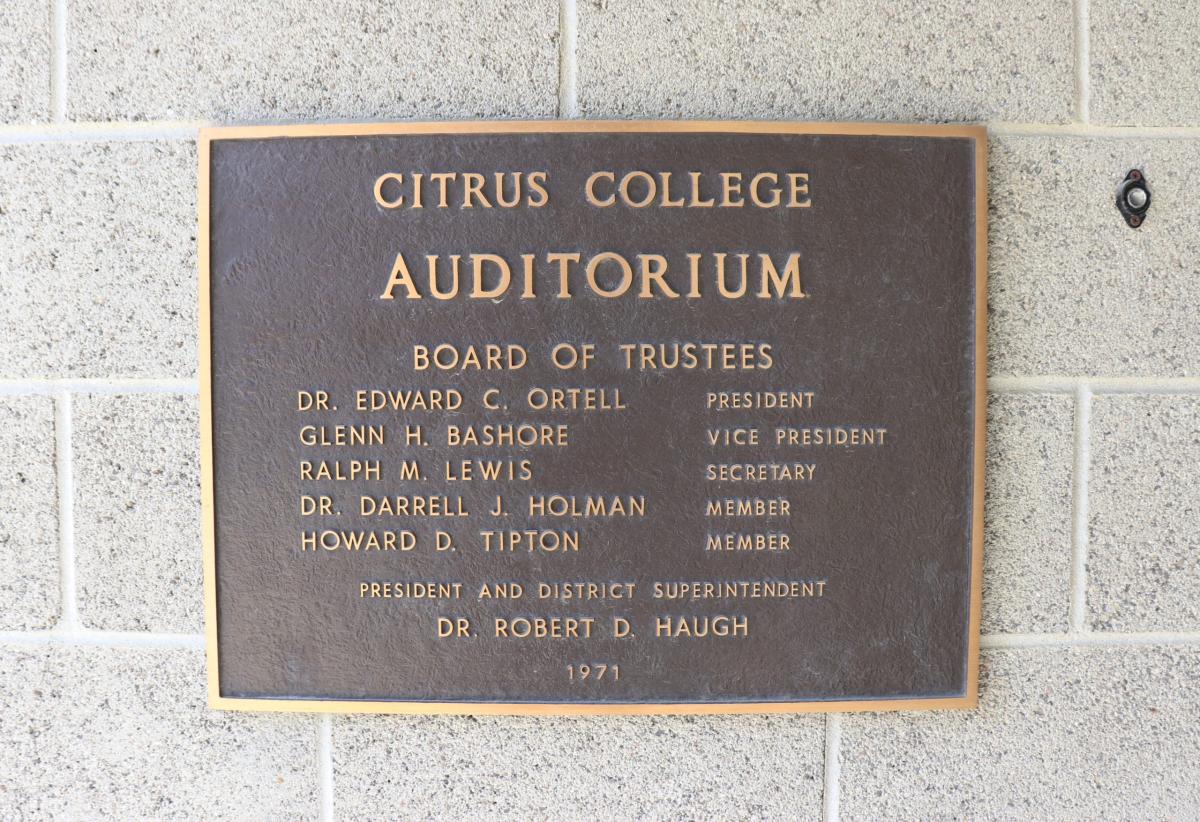 CITRUS COLLEGE
AUDITORIUM
BOARD OF TRUSTEES
DR. EDWARD C. ORTELL PRESIDENT
GLENN H. BASHORE VICE PRESIDENT
RALPH M. LEWIS SECRETARY
DR. DARRELL J. HOLMAN MEMBER
HOWARD D. TIPTON MEMBER
PRESIDENT AND DISTRICT SUPERINTENDENT
DR. ROBERT D. HAUGH
1971